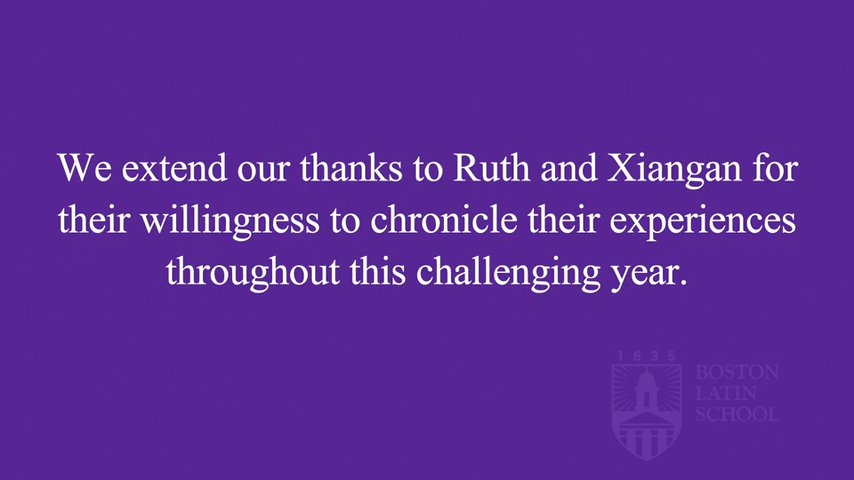 We extend our thanks to Ruth and Xiangan for
their willingness to chronicle their experiences
throughout this challenging year.
1635
BOSTON
LATIN
SCHOOL